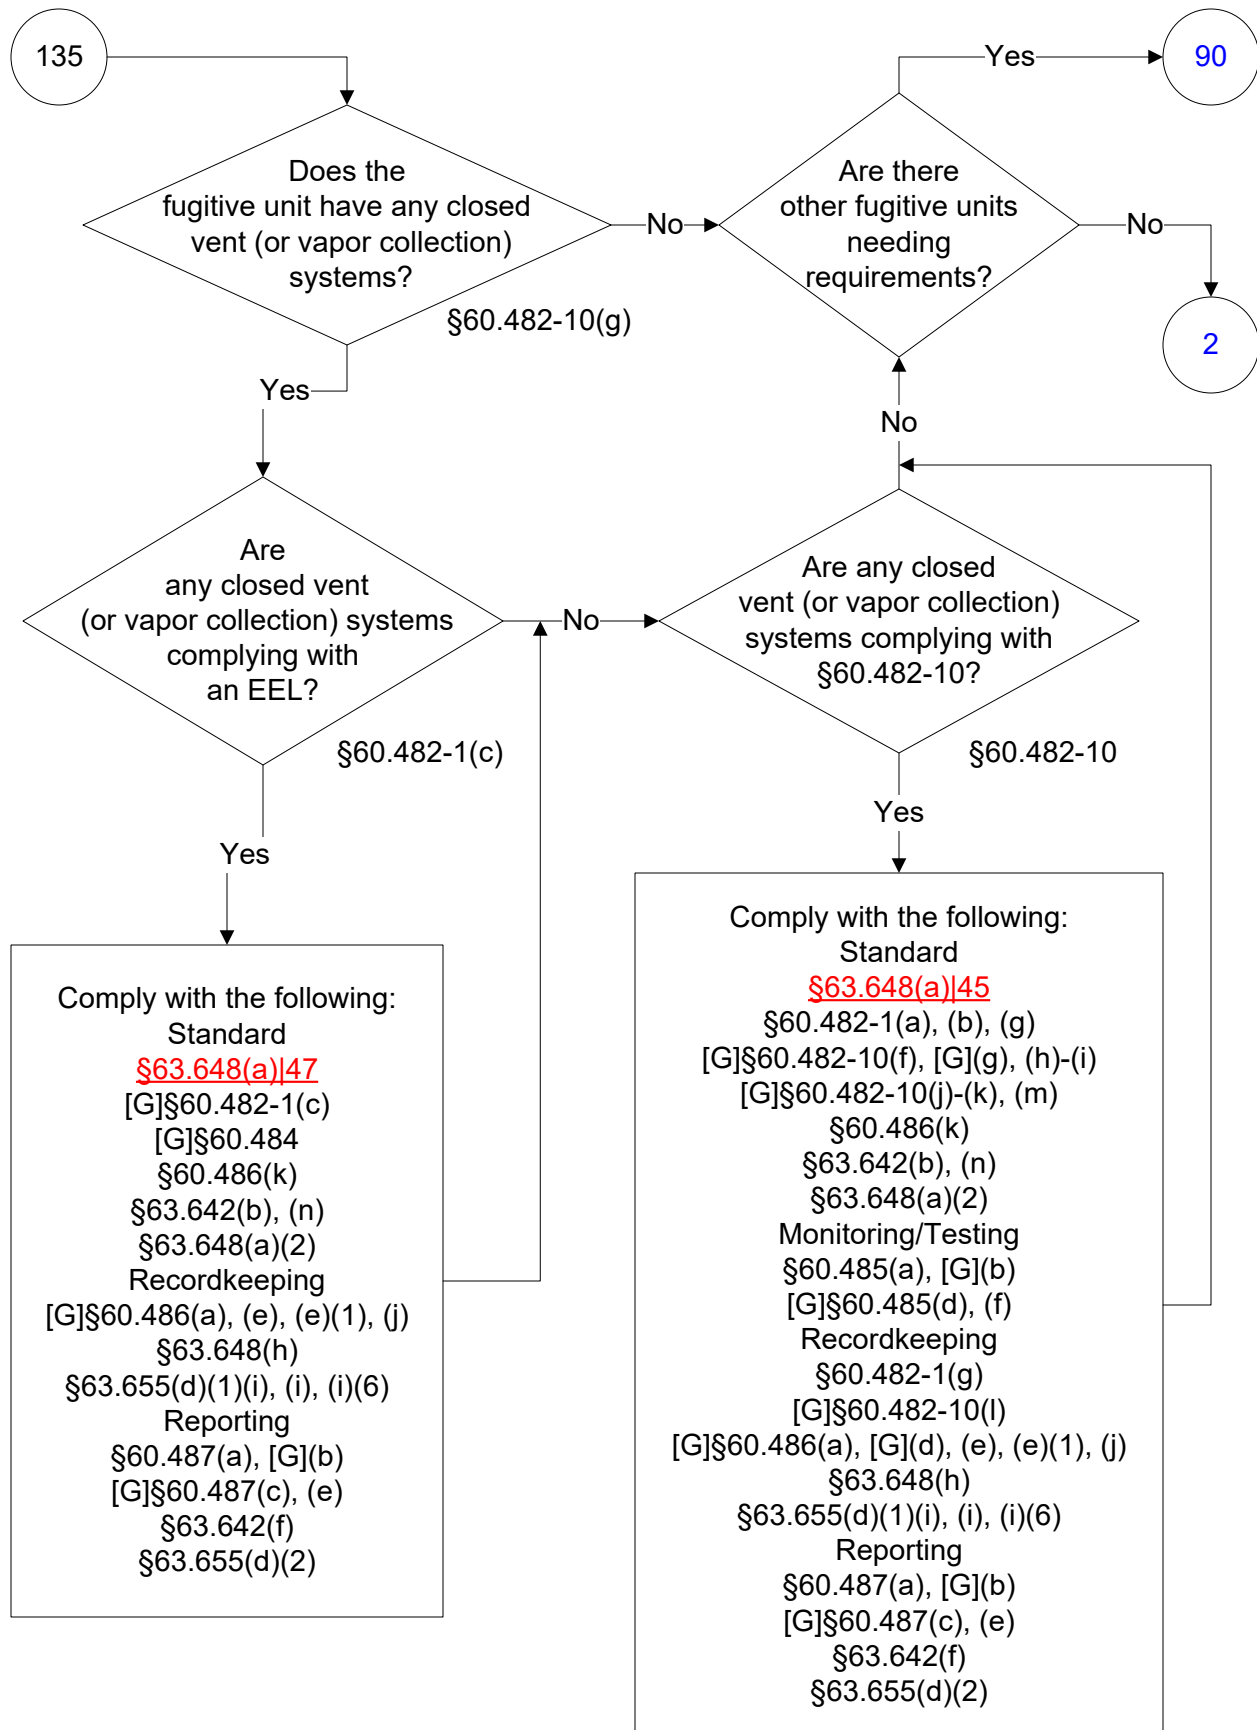 135
Does the
fugitive unit have any closed
vent (or vapor collection)
systems?
§60.482-10(g)
No
Yes
Are there
other fugitive units
needing
requirements?
Yes
90
No
2
Are
any closed vent
(or vapor collection) systems
complying with
an EEL?
§60.482-1(c)
No
Yes
Are any closed
vent (or vapor collection)
systems complying with
§60.482-10?
§60.482-10
No
Yes
Comply with the following:
Standard
§63.648(a)|47
[G]§60.482-1(c)
[G]§60.484
§60.486(k)
§63.642(b), (n)
§63.648(a)(2)
Recordkeeping
[G]§60.486(a), (e), (e)(1), (j)
§63.648(h)
§63.655(d)(1)(i), (i), (i)(6)
Reporting
§60.487(a), [G](b)
[G]§60.487(c), (e)
§63.642(f)
§63.655(d)(2)
Comply with the following:
Standard
§63.648(a)|45
§60.482-1(a), (b), (g)
[G]§60.482-10(f), [G](g), (h)-(i)
[G]§60.482-10(j)-(k), (m)
§60.486(k)
§63.642(b), (n)
§63.648(a)(2)
Monitoring/Testing
§60.485(a), [G](b)
[G]§60.485(d), (f)
Recordkeeping
§60.482-1(g)
[G]§60.482-10(l)
[G]§60.486(a), [G](d), (e), (e)(1), (j)
§63.648(h)
§63.655(d)(1)(i), (i), (i)(6)
Reporting
§60.487(a), [G](b)
[G]§60.487(c), (e)
§63.642(f)
§63.655(d)(2)